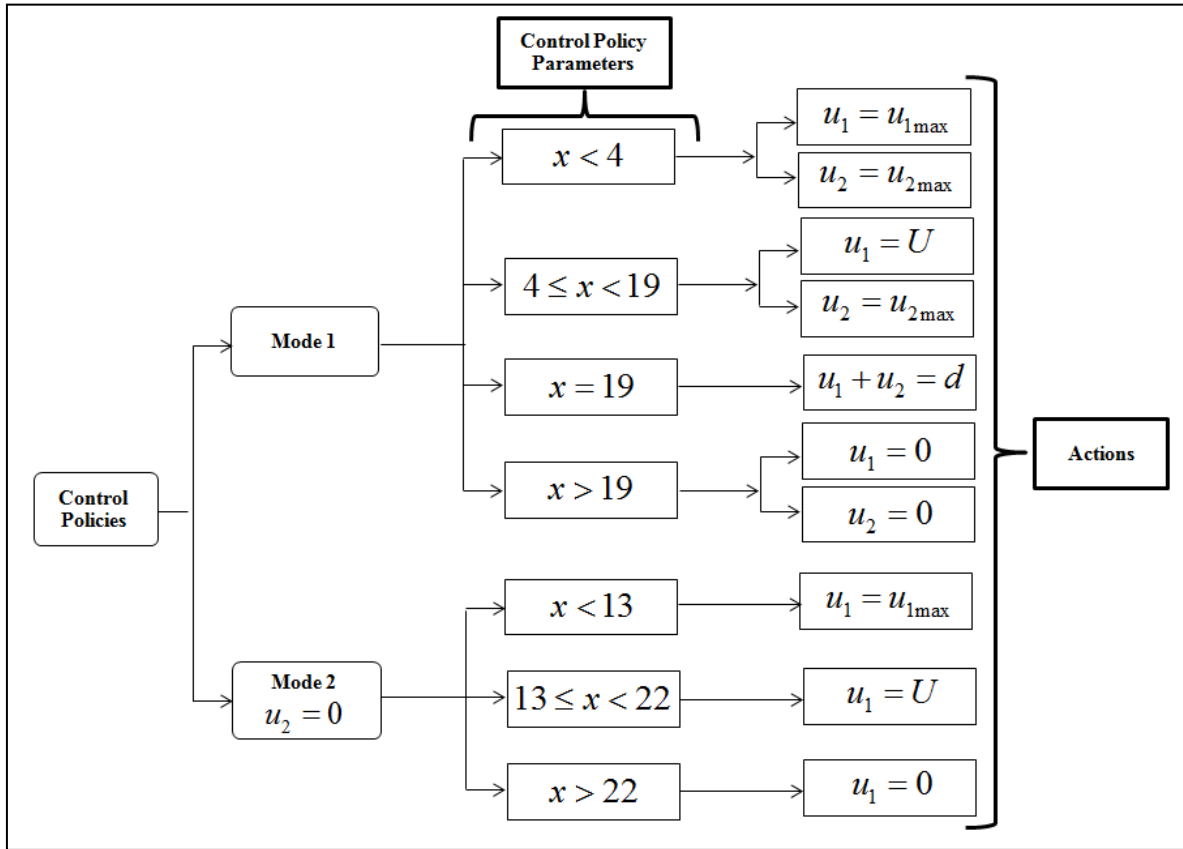 Control Policy
Parameters
x < 4
u₁ = u₁max
u₂ = u₂max
4 ≤ x < 19
u₁ = U
u₂ = u₂max
Mode 1
x = 19
u₁ + u₂ = d
x > 19
u₁ = 0
u₂ = 0
Actions
Control
Policies
x < 13
u₁ = u₁max
Mode 2
u₂ = 0
13 ≤ x < 22
u₁ = U
x > 22
u₁ = 0